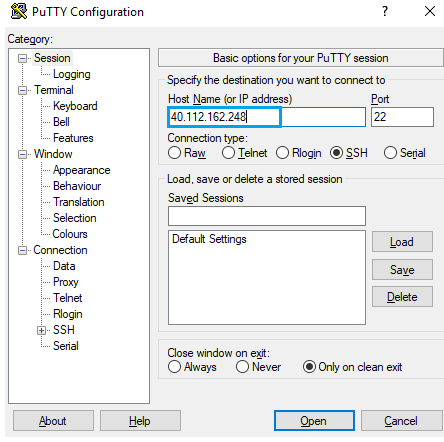 PuTTY Configuration
Category:
Session
Logging
Terminal
Keyboard
Bell
Features
Window
Appearance
Behaviour
Translation
Selection
Colours
Connection
Data
Proxy
Telnet
Rlogin
SSH
Serial
Basic options for your PuTTY session
Specify the destination you want to connect to
Host Name (or IP address) Port
40.112.162.248 22
Connection type:
Raw Telnet Rlogin SSH Serial
Load, save or delete a stored session
Saved Sessions
Default Settings
Load
Save
Delete
Close window on exit:
Always Never Only on clean exit
About Help Open Cancel